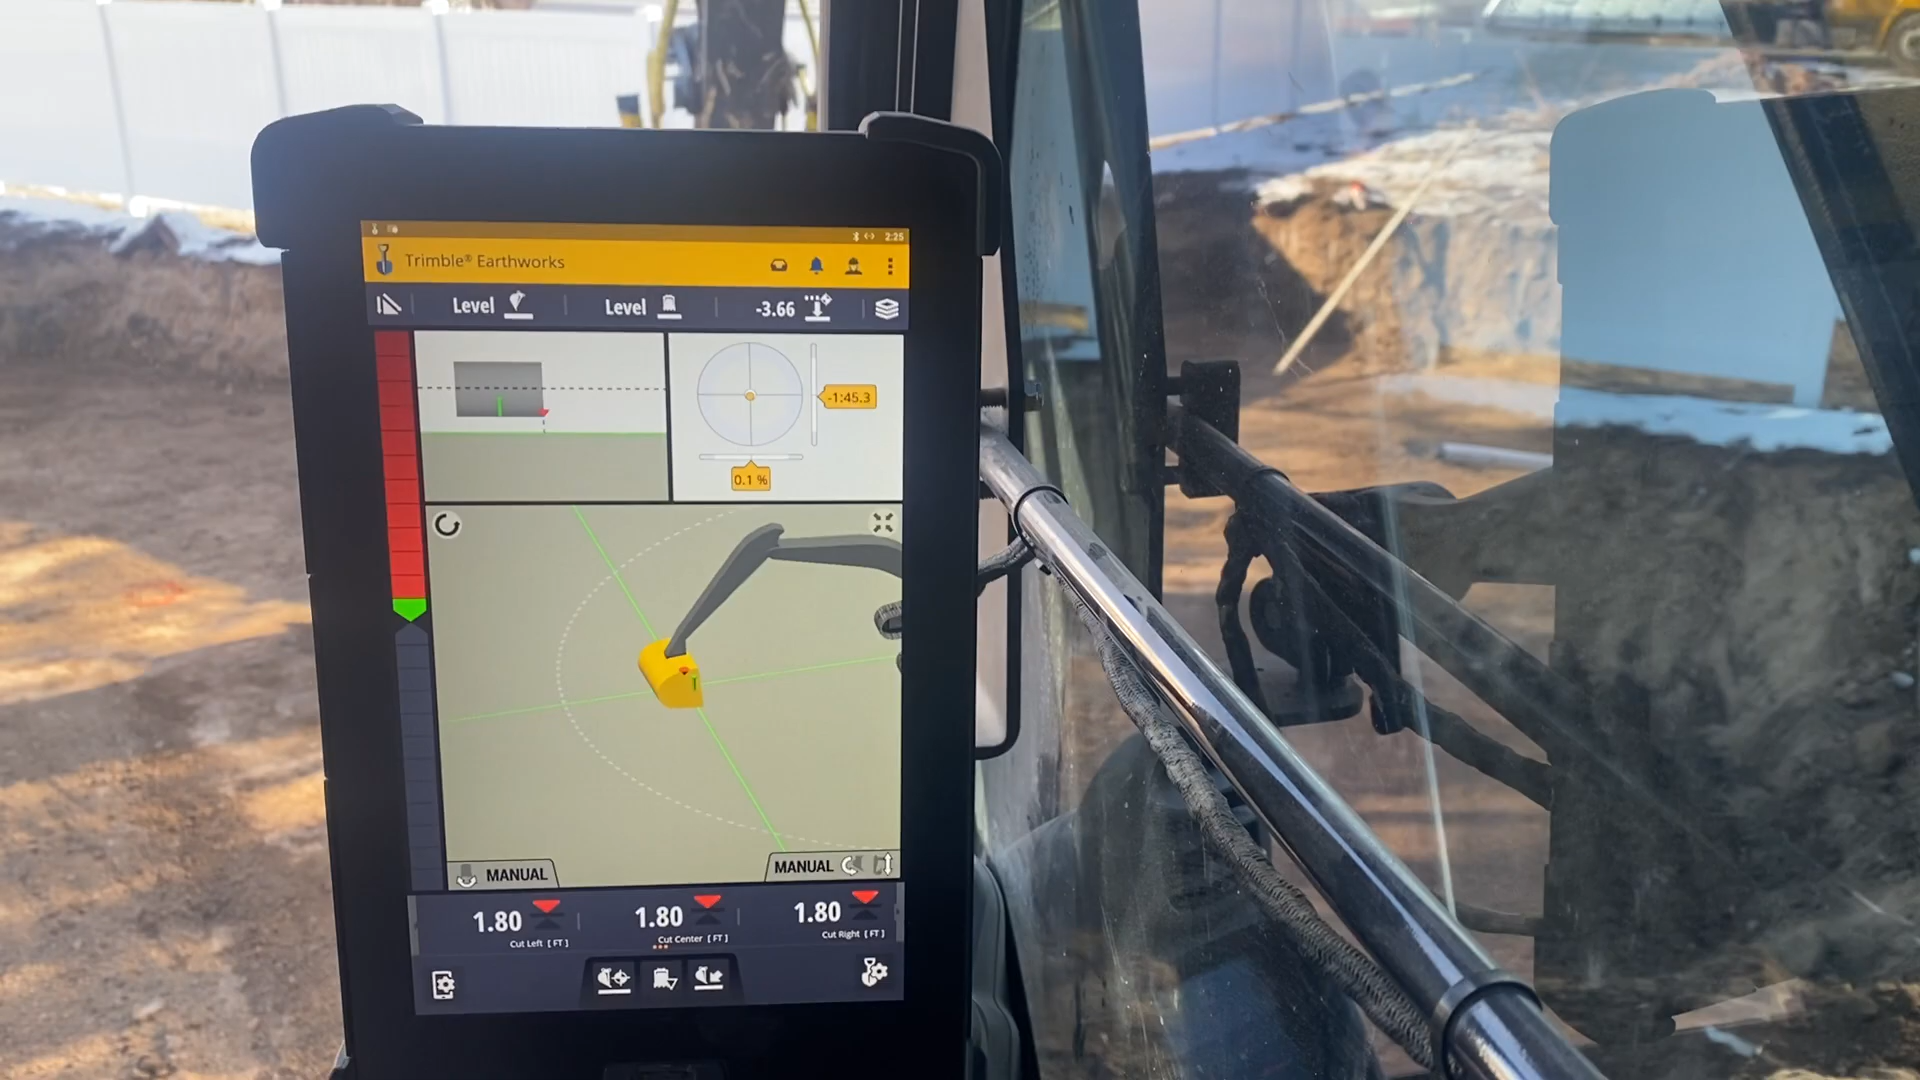 2:25
Trimble® Earthworks
Level
Level
-3.66
-1:45.3
0.1 %
MANUAL
MANUAL
1.80
1.80
1.80
Cut Left [FT]
Cut Center [FT]
Cut Right [FT]